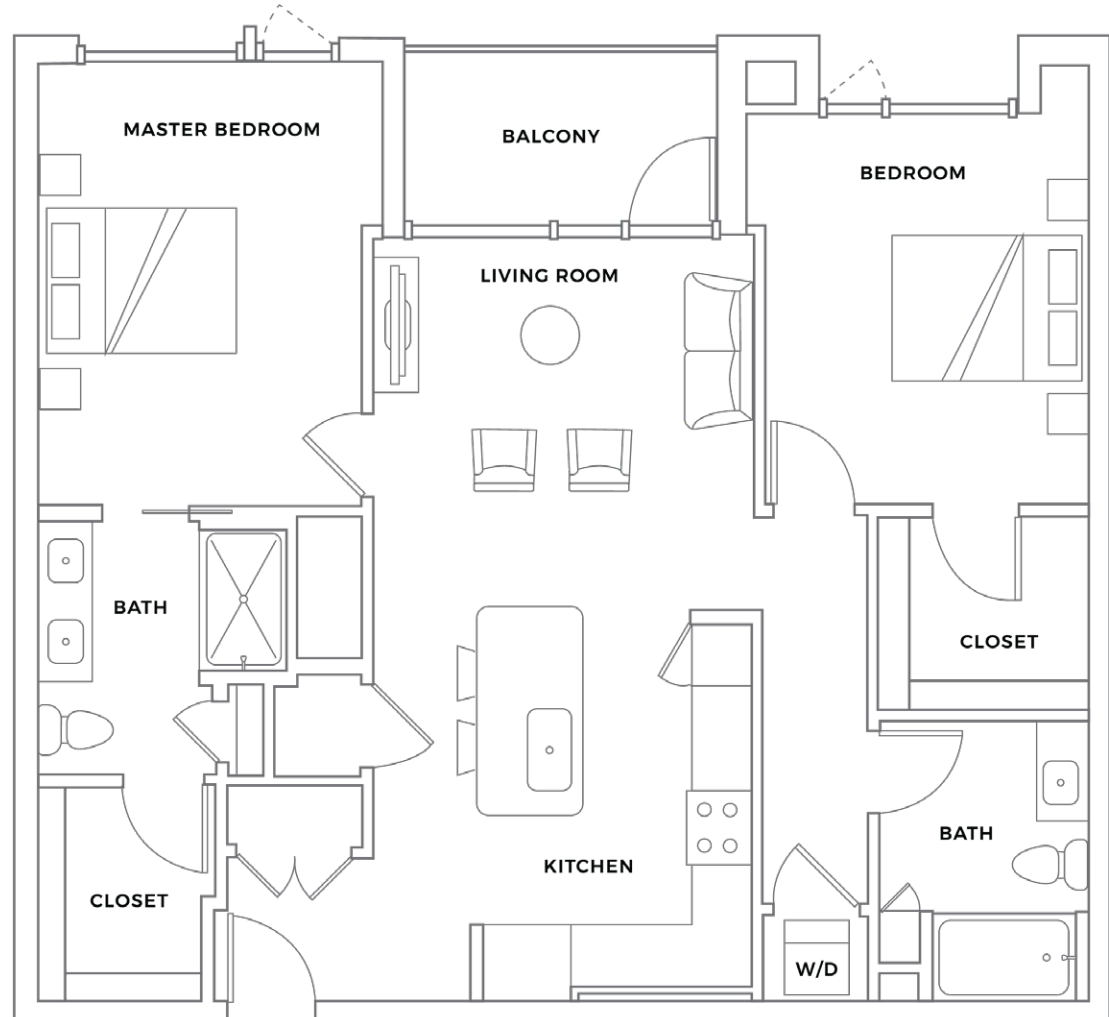 MASTER BEDROOM
BALCONY
BEDROOM
LIVING ROOM
BATH
CLOSET
BATH
KITCHEN
CLOSET
W/D